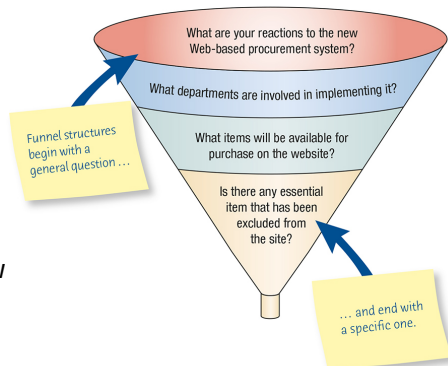 What are your reactions to the new
Web-based procurement system?
What departments are involved in implementing it?
Funnel structures
begin with a
general question ...
What items will be available for
purchase on the website?
Is there any essential
item that has been
excluded from
the site?
... and end with
a specific one.